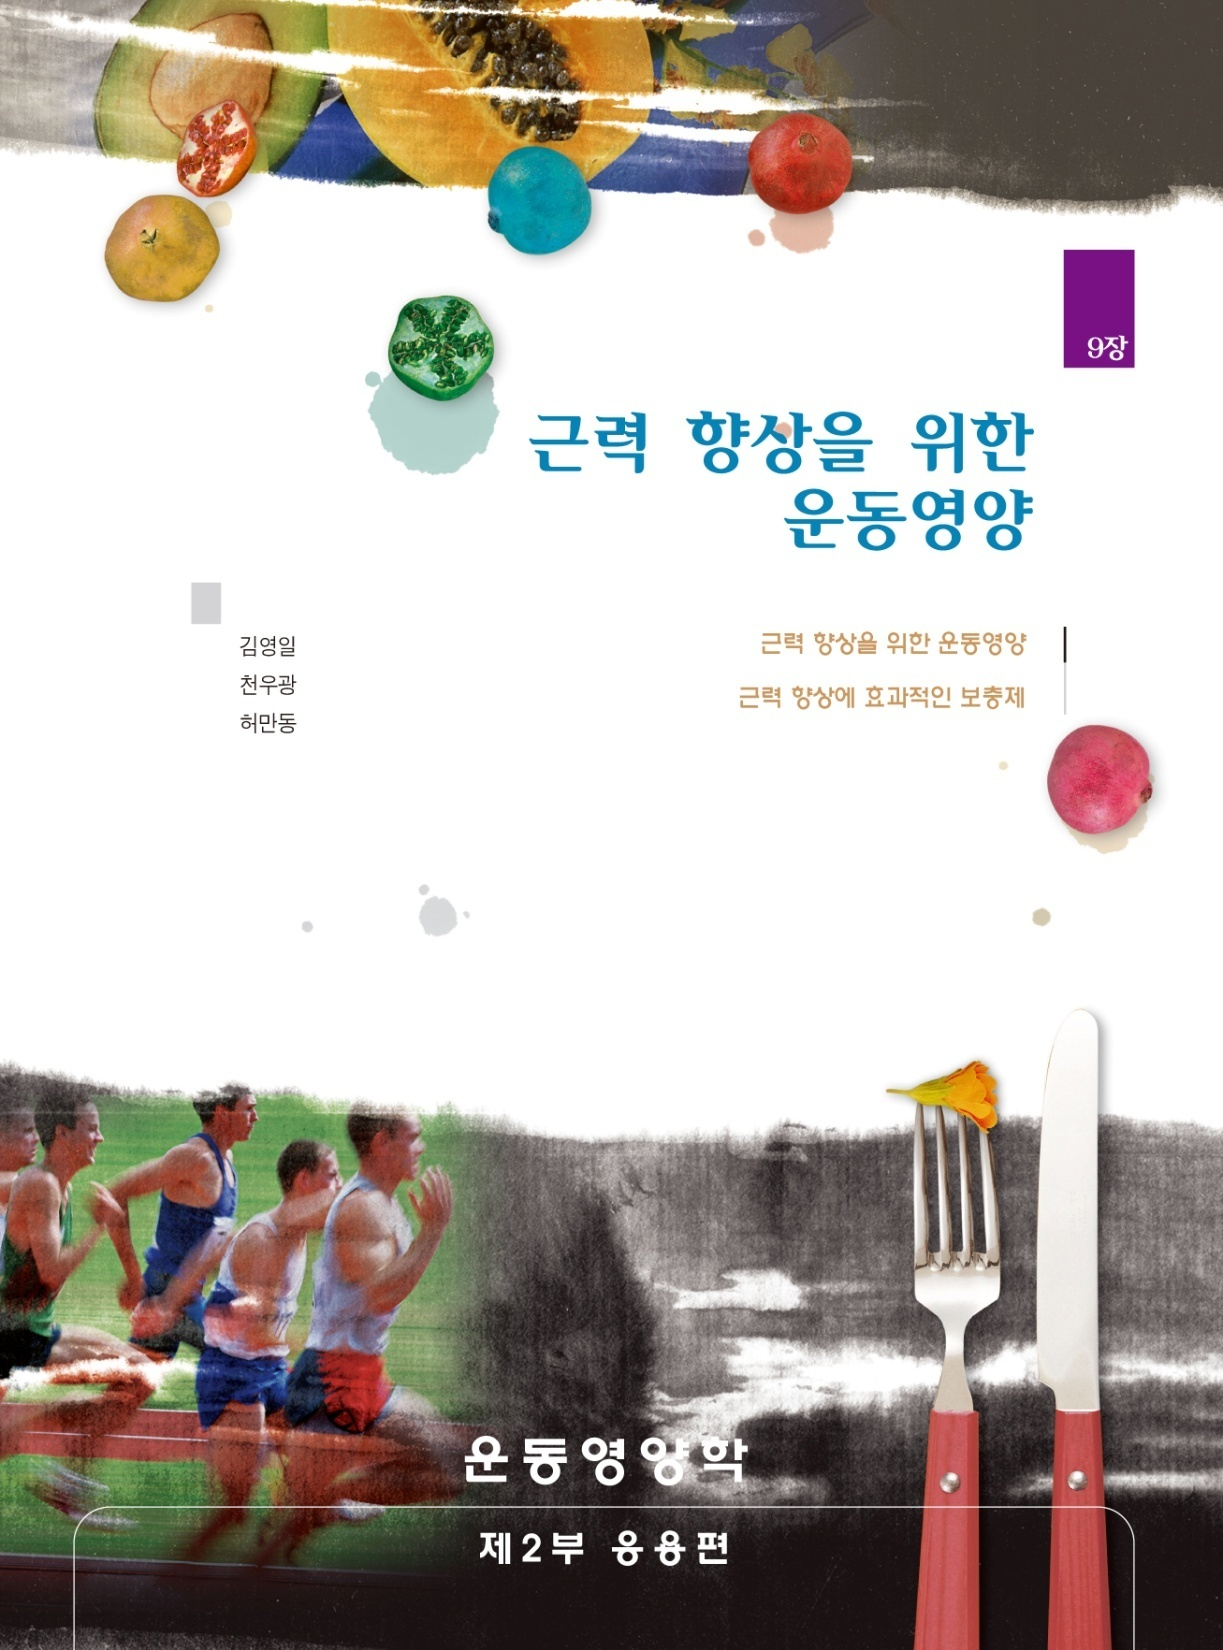 9장
근력 향상을 위한
운동영양
김영일
천우광
허만동
근력 향상을 위한 운동영양
근력 향상에 효과적인 보충제
운동영양학
제2부 응용편